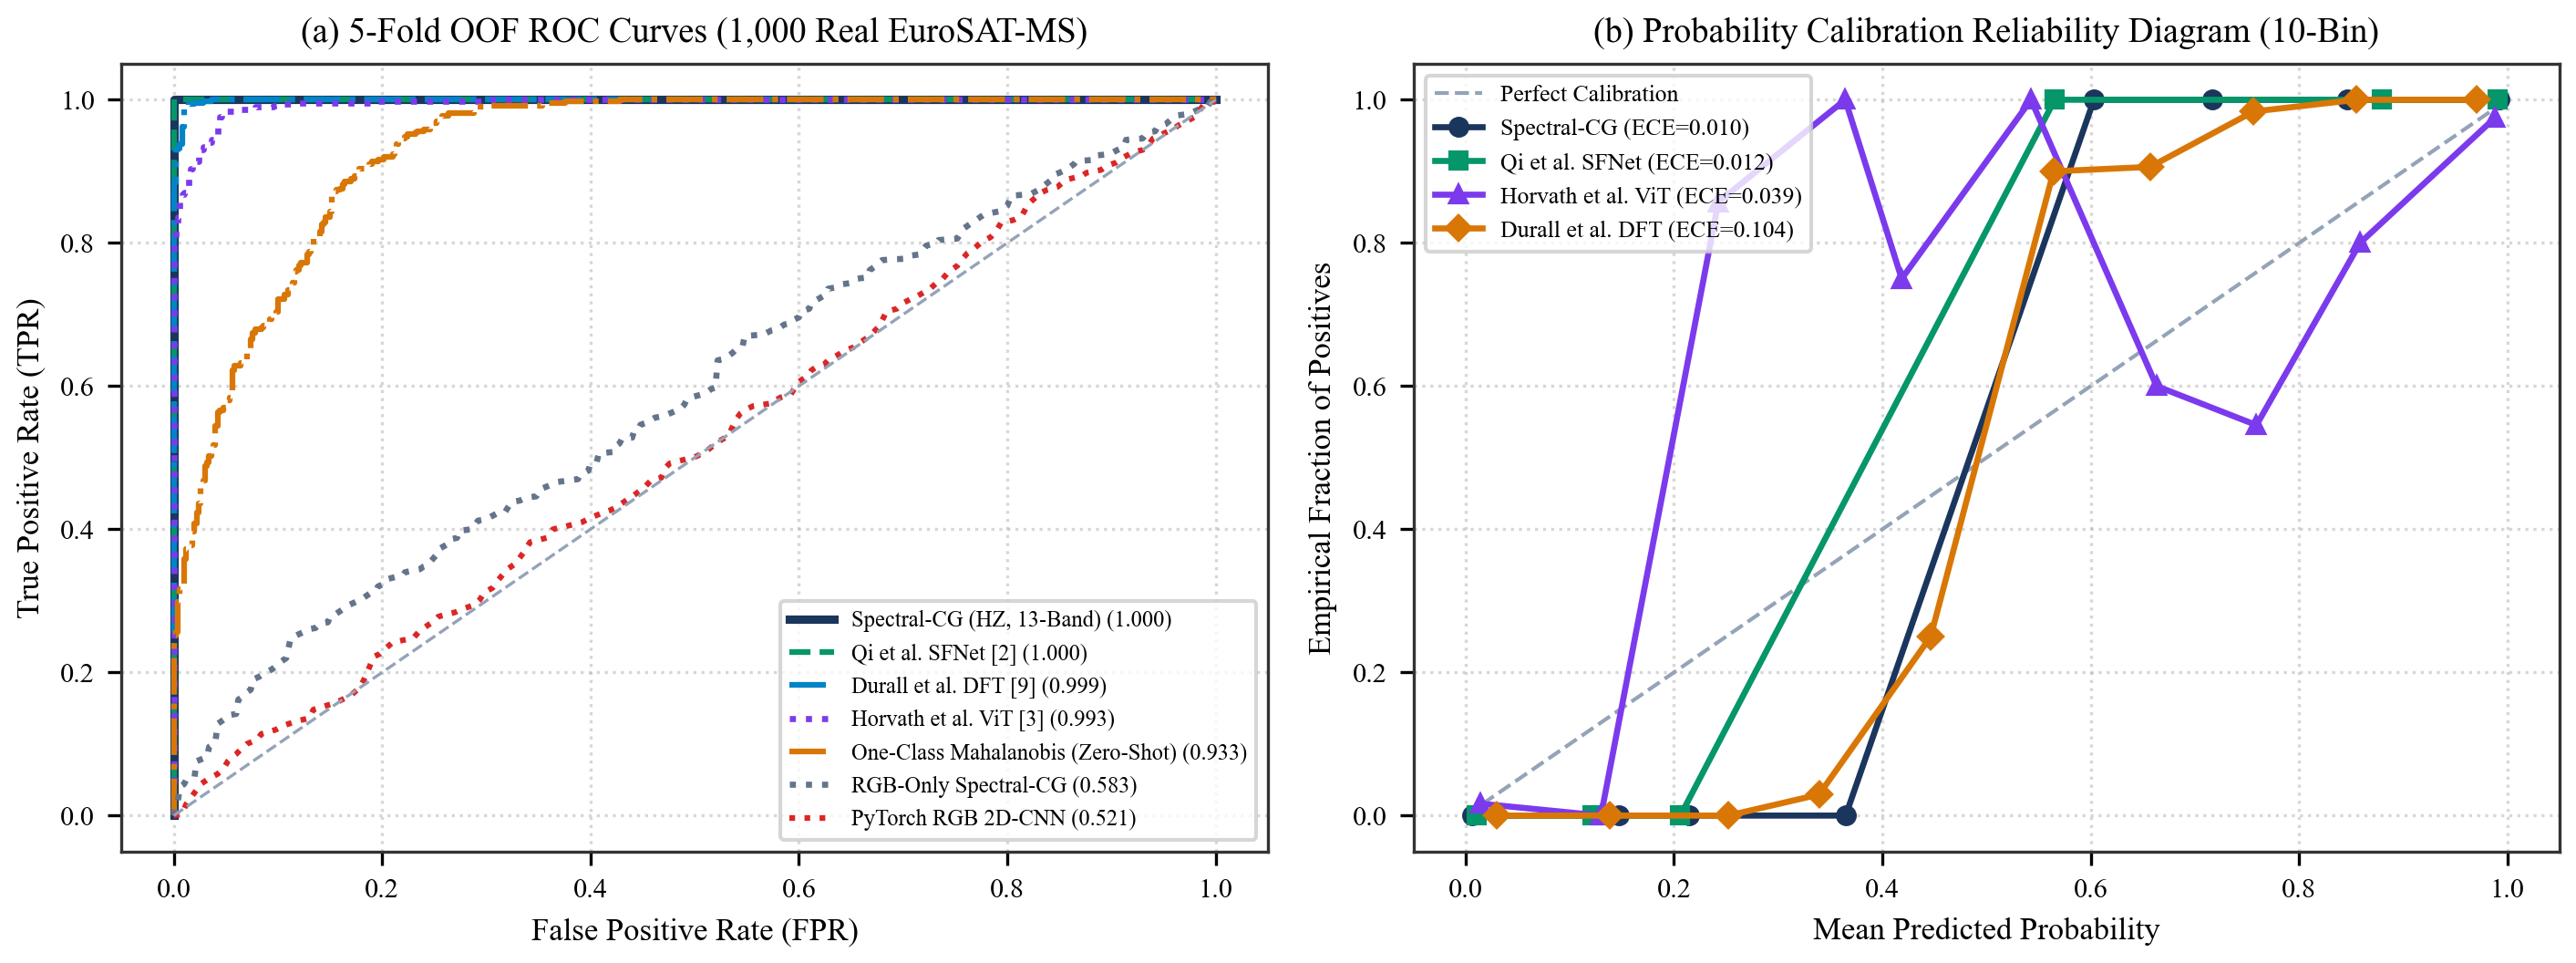 (a) 5-Fold OOF ROC Curves (1,000 Real EuroSAT-MS)
True Positive Rate (TPR)
1.0
0.8
0.6
0.4
0.2
0.0
0.0 0.2 0.4 0.6 0.8 1.0
False Positive Rate (FPR)
Spectral-CG (HZ, 13-Band) (1.000)
Qi et al. SFNet [2] (1.000)
Durall et al. DFT [9] (0.999)
Horvath et al. ViT [3] (0.993)
One-Class Mahalanobis (Zero-Shot) (0.933)
RGB-Only Spectral-CG (0.583)
PyTorch RGB 2D-CNN (0.521)
(b) Probability Calibration Reliability Diagram (10-Bin)
Empirical Fraction of Positives
1.0
0.8
0.6
0.4
0.2
0.0
0.0 0.2 0.4 0.6 0.8 1.0
Mean Predicted Probability
Perfect Calibration
Spectral-CG (ECE=0.010)
Qi et al. SFNet (ECE=0.012)
Horvath et al. ViT (ECE=0.039)
Durall et al. DFT (ECE=0.104)